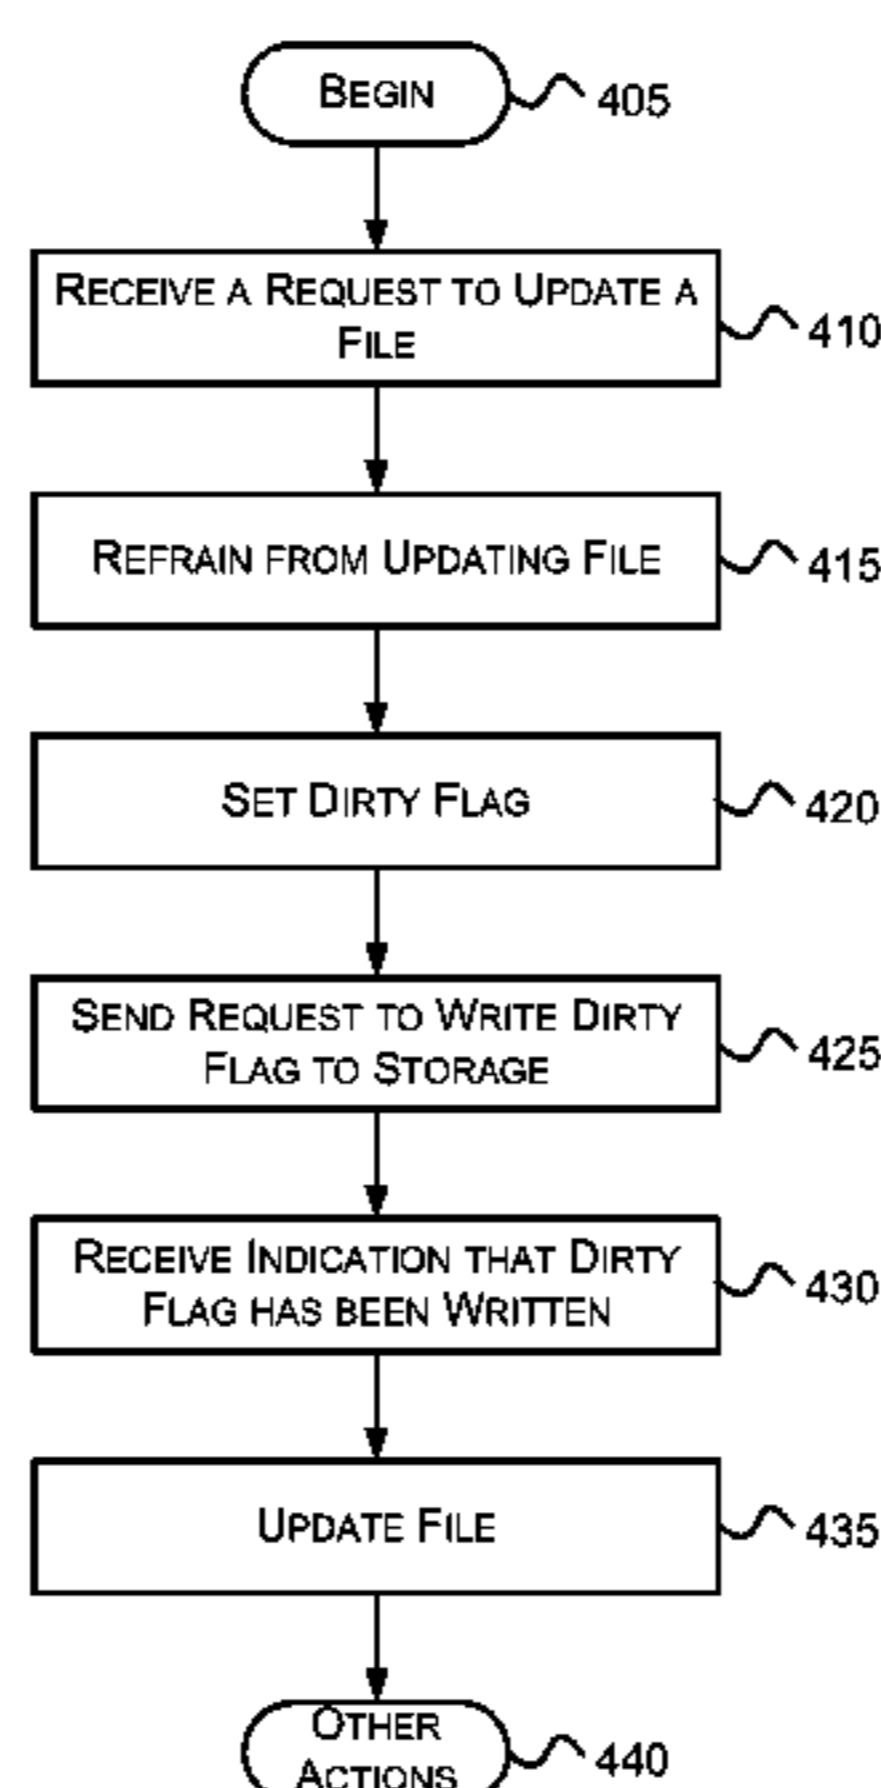 BEGIN
405
RECEIVE A REQUEST TO UPDATE A
FILE
410
REFRAIN FROM UPDATING FILE
415
SET DIRTY FLAG
420
SEND REQUEST TO WRITE DIRTY
FLAG TO STORAGE
425
RECEIVE INDICATION THAT DIRTY
FLAG HAS BEEN WRITTEN
430
UPDATE FILE
435
OTHER
ACTIONS
440